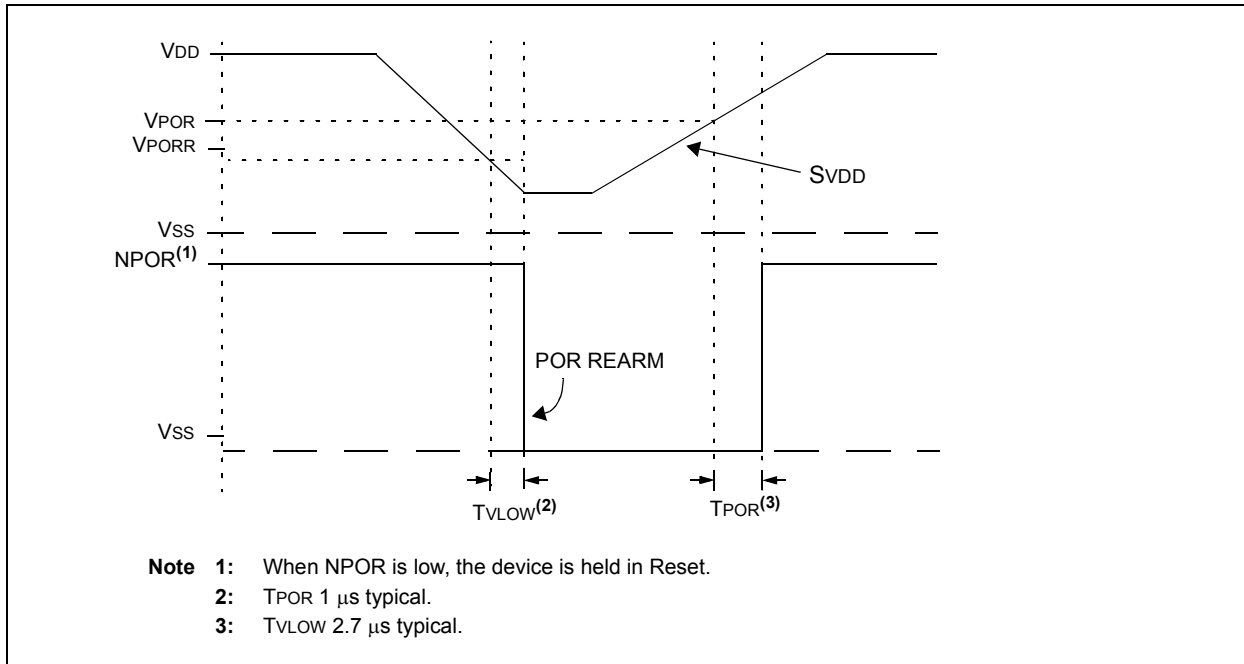 VDD
VPOR
VPORR
SVDD
VSS
NPOR(1)
POR REARM
VSS
TVLOW(2)
TPOR(3)
Note 1: When NPOR is low, the device is held in Reset.
2: TPOR 1 μs typical.
3: TVLOW 2.7 μs typical.